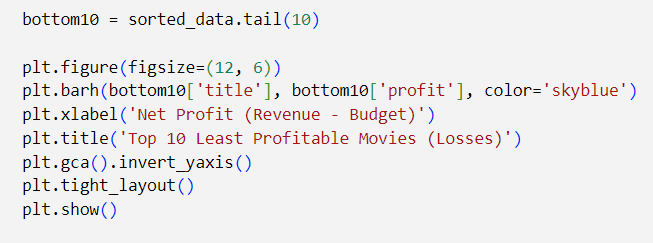 bottom10 = sorted_data.tail(10)
plt.figure(figsize=(12, 6))
plt.barh(bottom10['title'], bottom10['profit'], color='skyblue')
plt.xlabel('Net Profit (Revenue - Budget)')
plt.title('Top 10 Least Profitable Movies (Losses)')
plt.gca().invert_yaxis()
plt.tight_layout()
plt.show()